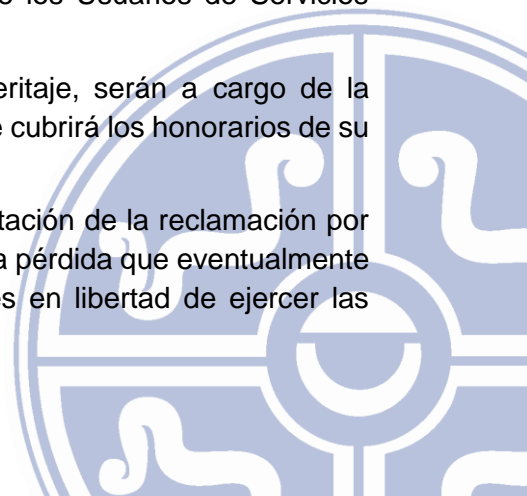 los Usuarios de Servicios
eritaje, serán a cargo de la
cubrirá los honorarios de su
tación de la reclamación por
a pérdida que eventualmente
s en libertad de ejercer las